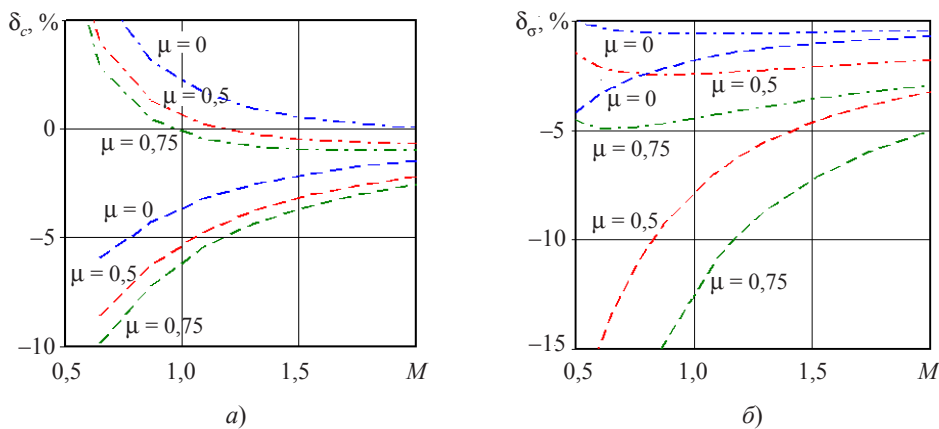 δc, %
μ = 0
μ = 0,5
0
μ = 0,75
μ = 0
−5
μ = 0,5
μ = 0,75
−10
0,5 1,0 1,5 M
а)
δσ, %
μ = 0
μ = 0,5
μ = 0
−5
μ = 0,75
μ = 0,5
−10
μ = 0,75
−15
0,5 1,0 1,5 M
б)